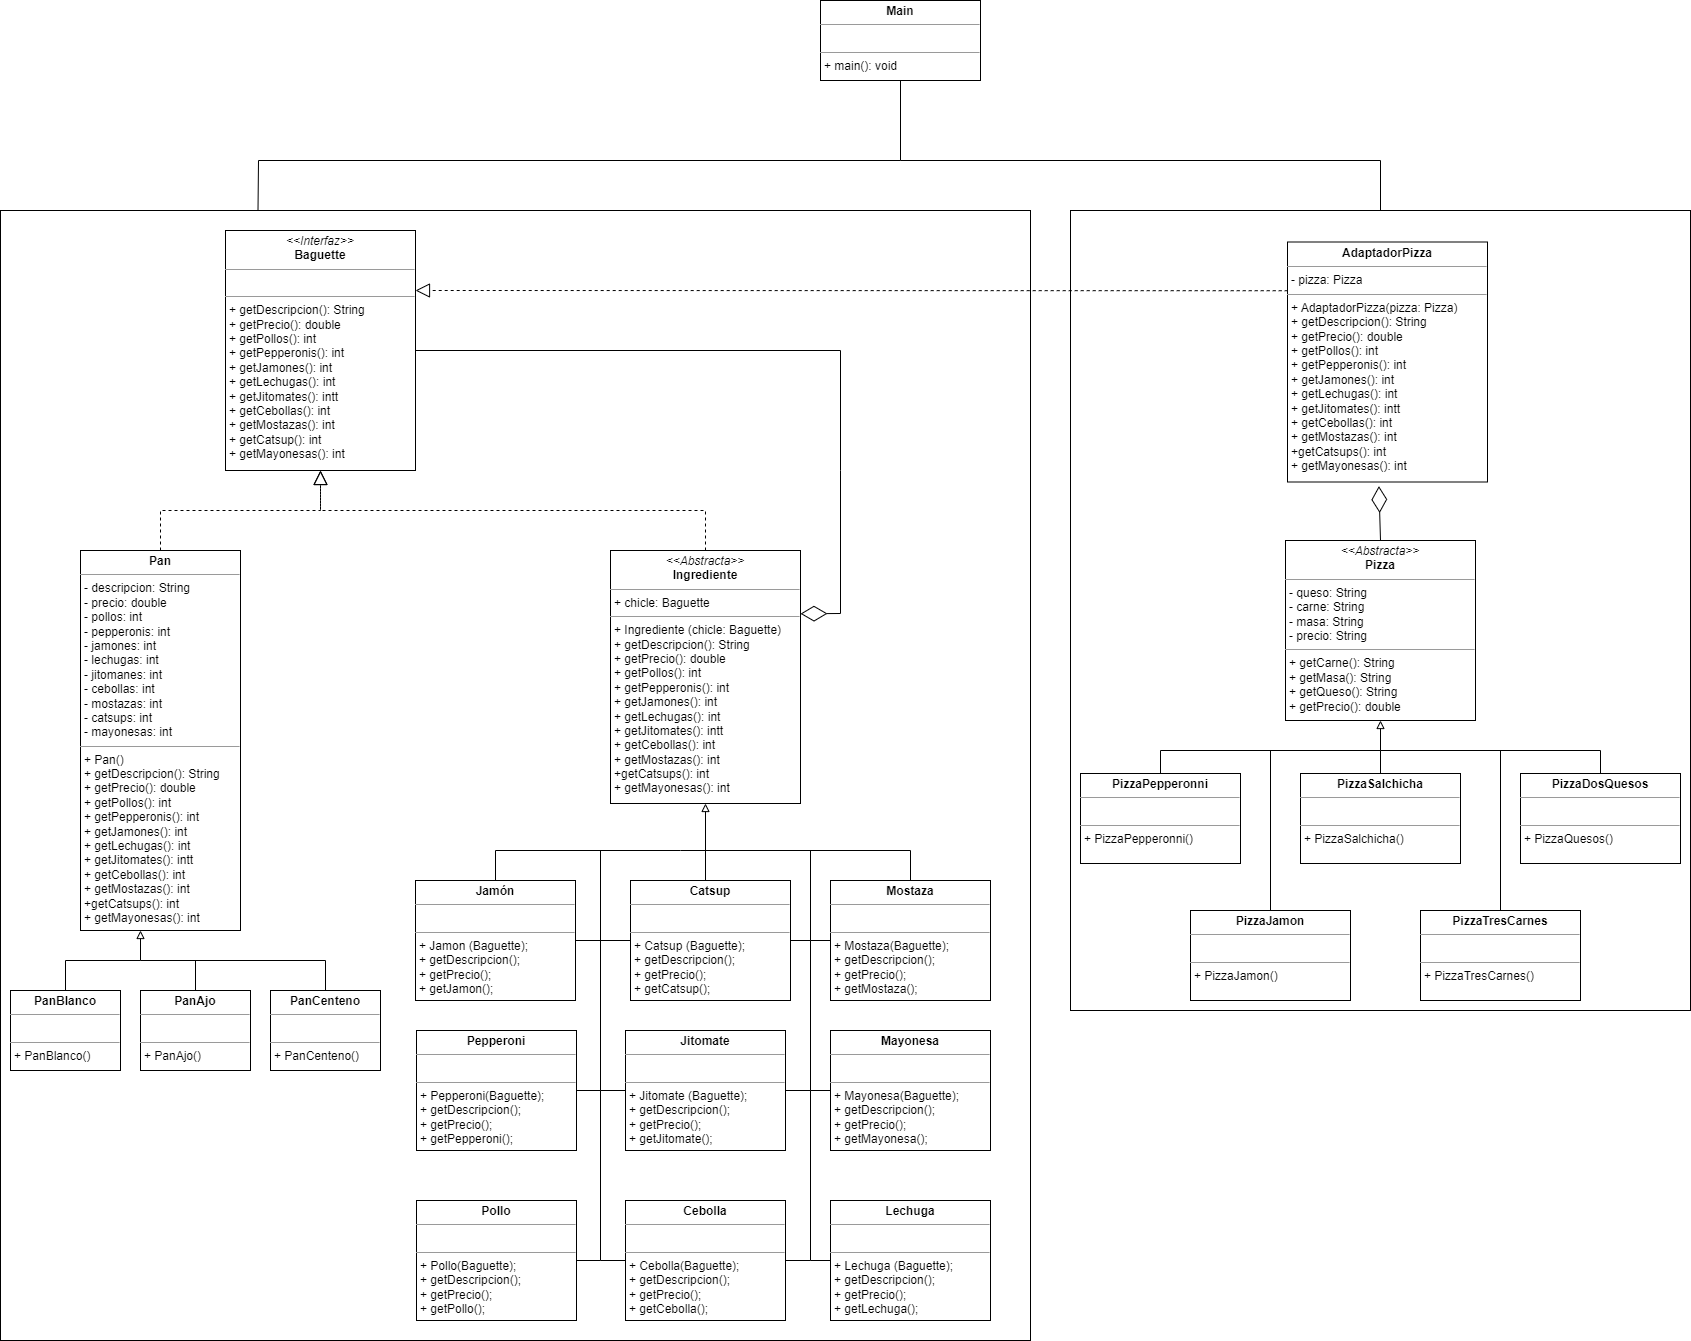 Main
+ main(): void
<<Interfaz>>
Baguette
+ getDescripcion(): String
+ getPrecio(): double
+ getPollos(): int
+ getPepperonis(): int
+ getJamones(): int
+ getLechugas(): int
+ getJitomates(): intt
+ getCebollas(): int
+ getMostazas(): int
+ getCatsup(): int
+ getMayonesas(): int
Pan
- descripcion: String
- precio: double
- pollos: int
- pepperonis: int
- jamones: int
- lechugas: int
- jitomanes: int
- cebollas: int
- mostazas: int
- catsups: int
- mayonesas: int
+ Pan()
+ getDescripcion(): String
+ getPrecio(): double
+ getPollos(): int
+ getPepperonis(): int
+ getJamones(): int
+ getLechugas(): int
+ getJitomates(): intt
+ getCebollas(): int
+ getMostazas(): int
+getCatsups(): int
+ getMayonesas(): int
PanBlanco
+ PanBlanco()
PanAjo
+ PanAjo()
PanCenteno
+ PanCenteno()
<<Abstracta>>
Ingrediente
+ chicle: Baguette
+ Ingrediente (chicle: Baguette)
+ getDescripcion(): String
+ getPrecio(): double
+ getPollos(): int
+ getPepperonis(): int
+ getJamones(): int
+ getLechugas(): int
+ getJitomates(): intt
+ getCebollas(): int
+ getMostazas(): int
+getCatsups(): int
+ getMayonesas(): int
Jamón
+ Jamon (Baguette);
+ getDescripcion();
+ getPrecio();
+ getJamon();
Catsup
+ Catsup (Baguette);
+ getDescripcion();
+ getPrecio();
+ getCatsup();
Mostaza
+ Mostaza(Baguette);
+ getDescripcion();
+ getPrecio();
+ getMostaza();
Pepperoni
+ Pepperoni(Baguette);
+ getDescripcion();
+ getPrecio();
+ getPepperoni();
Jitomate
+ Jitomate (Baguette);
+ getDescripcion();
+ getPrecio();
+ getJitomate();
Mayonesa
+ Mayonesa(Baguette);
+ getDescripcion();
+ getPrecio();
+ getMayonesa();
Pollo
+ Pollo(Baguette);
+ getDescripcion();
+ getPrecio();
+ getPollo();
Cebolla
+ Cebolla(Baguette);
+ getDescripcion();
+ getPrecio();
+ getCebolla();
Lechuga
+ Lechuga (Baguette);
+ getDescripcion();
+ getPrecio();
+ getLechuga();
AdaptadorPizza
- pizza: Pizza
+ AdaptadorPizza(pizza: Pizza)
+ getDescripcion(): String
+ getPrecio(): double
+ getPollos(): int
+ getPepperonis(): int
+ getJamones(): int
+ getLechugas(): int
+ getJitomates(): intt
+ getCebollas(): int
+ getMostazas(): int
+getCatsups(): int
+ getMayonesas(): int
<<Abstracta>>
Pizza
- queso: String
- carne: String
- masa: String
- precio: String
+ getCarne(): String
+ getMasa(): String
+ getQueso(): String
+ getPrecio(): double
PizzaPepperonni
+ PizzaPepperonni()
PizzaSalchicha
+ PizzaSalchicha()
PizzaDosQuesos
+ PizzaQuesos()
PizzaJamon
+ PizzaJamon()
PizzaTresCarnes
+ PizzaTresCarnes()